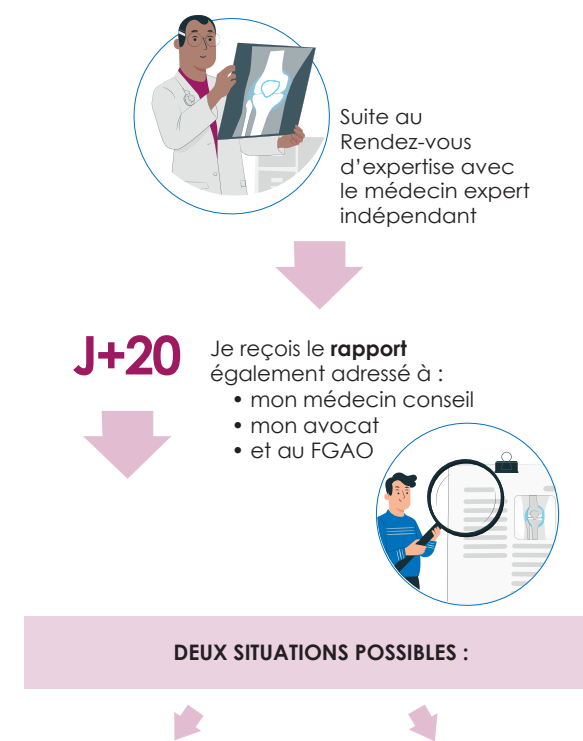 Suite au
Rendez-vous
d'expertise avec
le médecin expert
indépendant
J+20
Je reçois le rapport
également adressé à :
• mon médecin conseil
• mon avocat
• et au FGAO
DEUX SITUATIONS POSSIBLES :